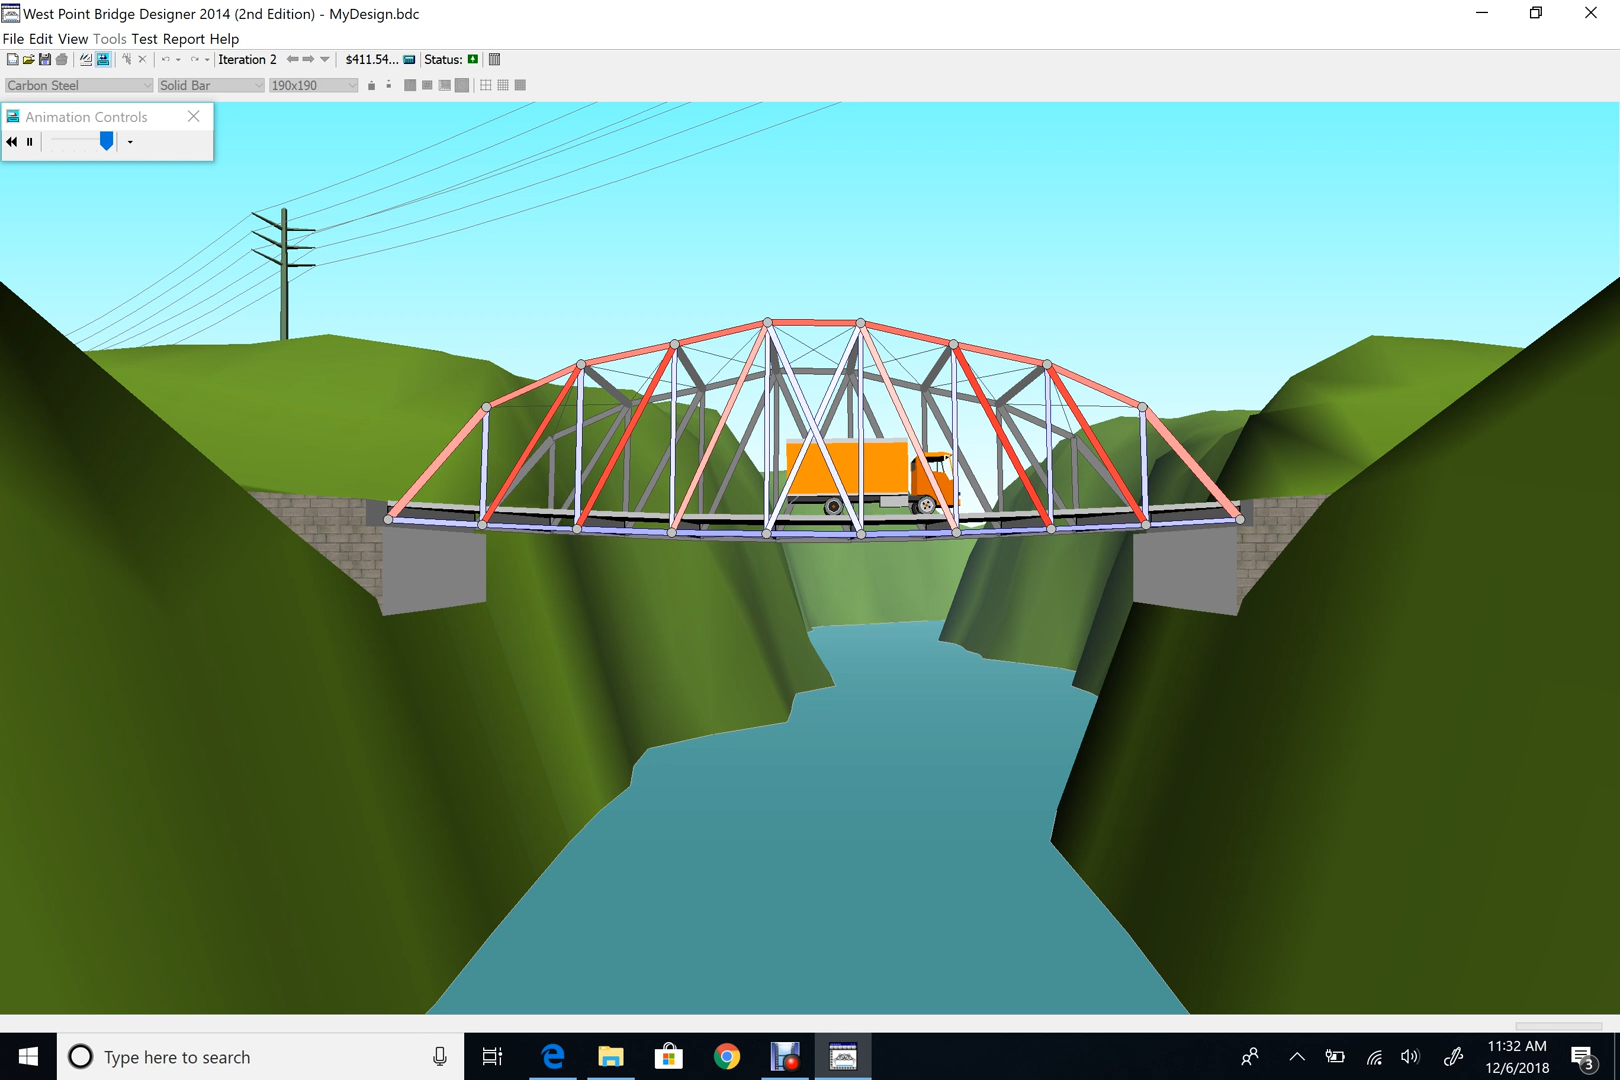 West Point Bridge Designer 2014 (2nd Edition) - MyDesign.bdc
File Edit View Tools Test Report Help
Iteration 2 $411.54... Status:
Carbon Steel Solid Bar 190x190
Animation Controls
Type here to search
11:32 AM
12/6/2018
3